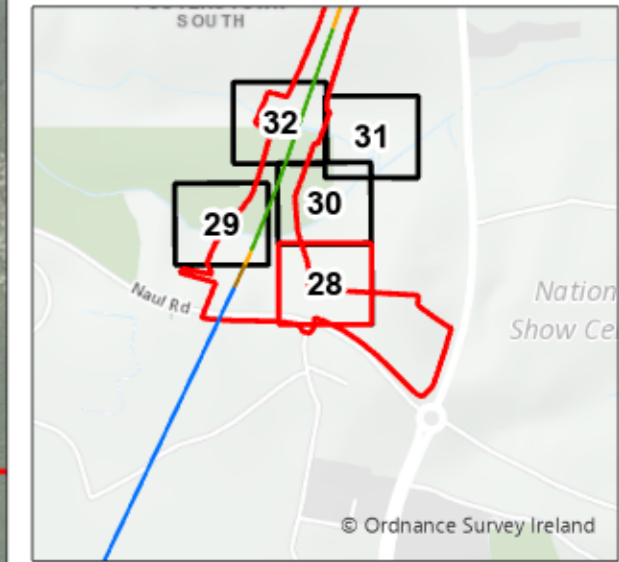 SOUTH
32
31
30
29
28
Naul Rd
Nation
Show Ce
© Ordnance Survey Ireland